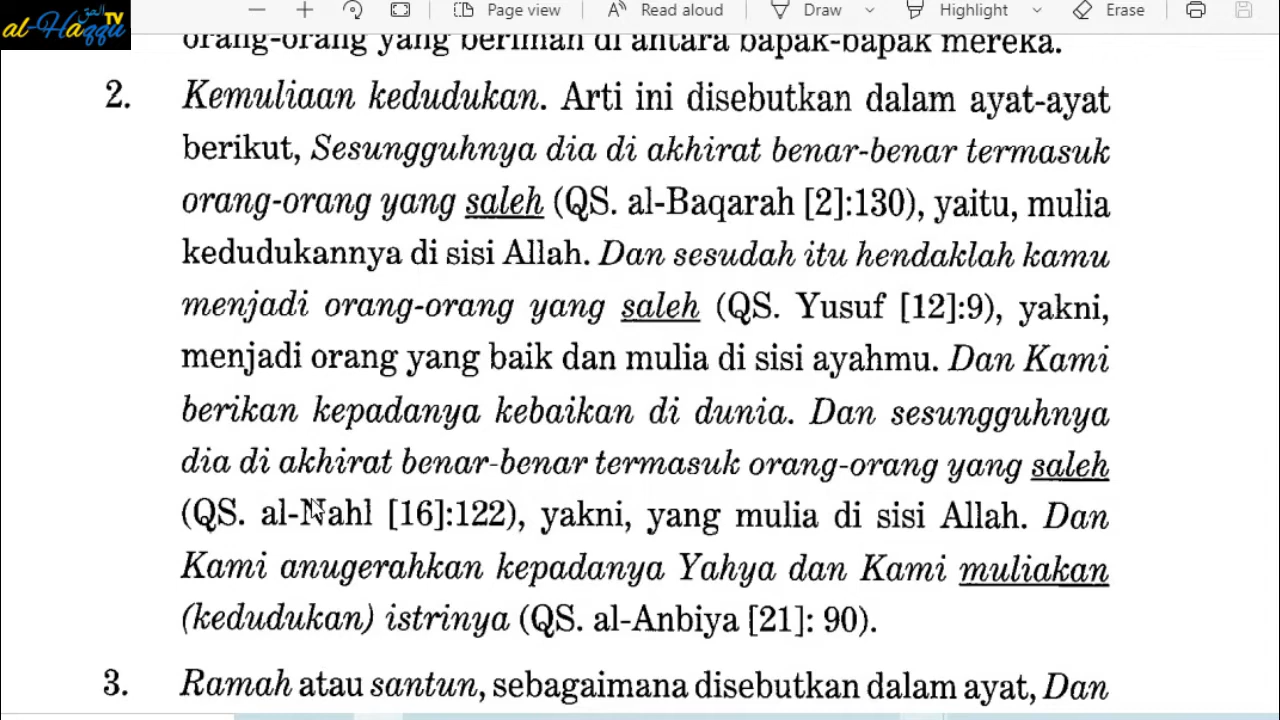 الحق TV
al-Haqqu
Page view
Read aloud
Draw
Highlight
Erase
orang-orang yang beriman di antara bapak-bapak mereka.
2. Kemuliaan kedudukan. Arti ini disebutkan dalam ayat-ayat
berikut, Sesungguhnya dia di akhirat benar-benar termasuk
orang-orang yang saleh (QS. al-Baqarah [2]:130), yaitu, mulia
kedudukannya di sisi Allah. Dan sesudah itu hendaklah kamu
menjadi orang-orang yang saleh (QS. Yusuf [12]:9), yakni,
menjadi orang yang baik dan mulia di sisi ayahmu. Dan Kami
berikan kepadanya kebaikan di dunia. Dan sesungguhnya
dia di akhirat benar-benar termasuk orang-orang yang saleh
(QS. al-Nahl [16]:122), yakni, yang mulia di sisi Allah. Dan
Kami anugerahkan kepadanya Yahya dan Kami muliakan
(kedudukan) istrinya (QS. al-Anbiya [21]: 90).
3. Ramah atau santun, sebagaimana disebutkan dalam ayat, Dan